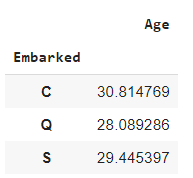 Age
Embarked
C 30.814769
Q 28.089286
S 29.445397